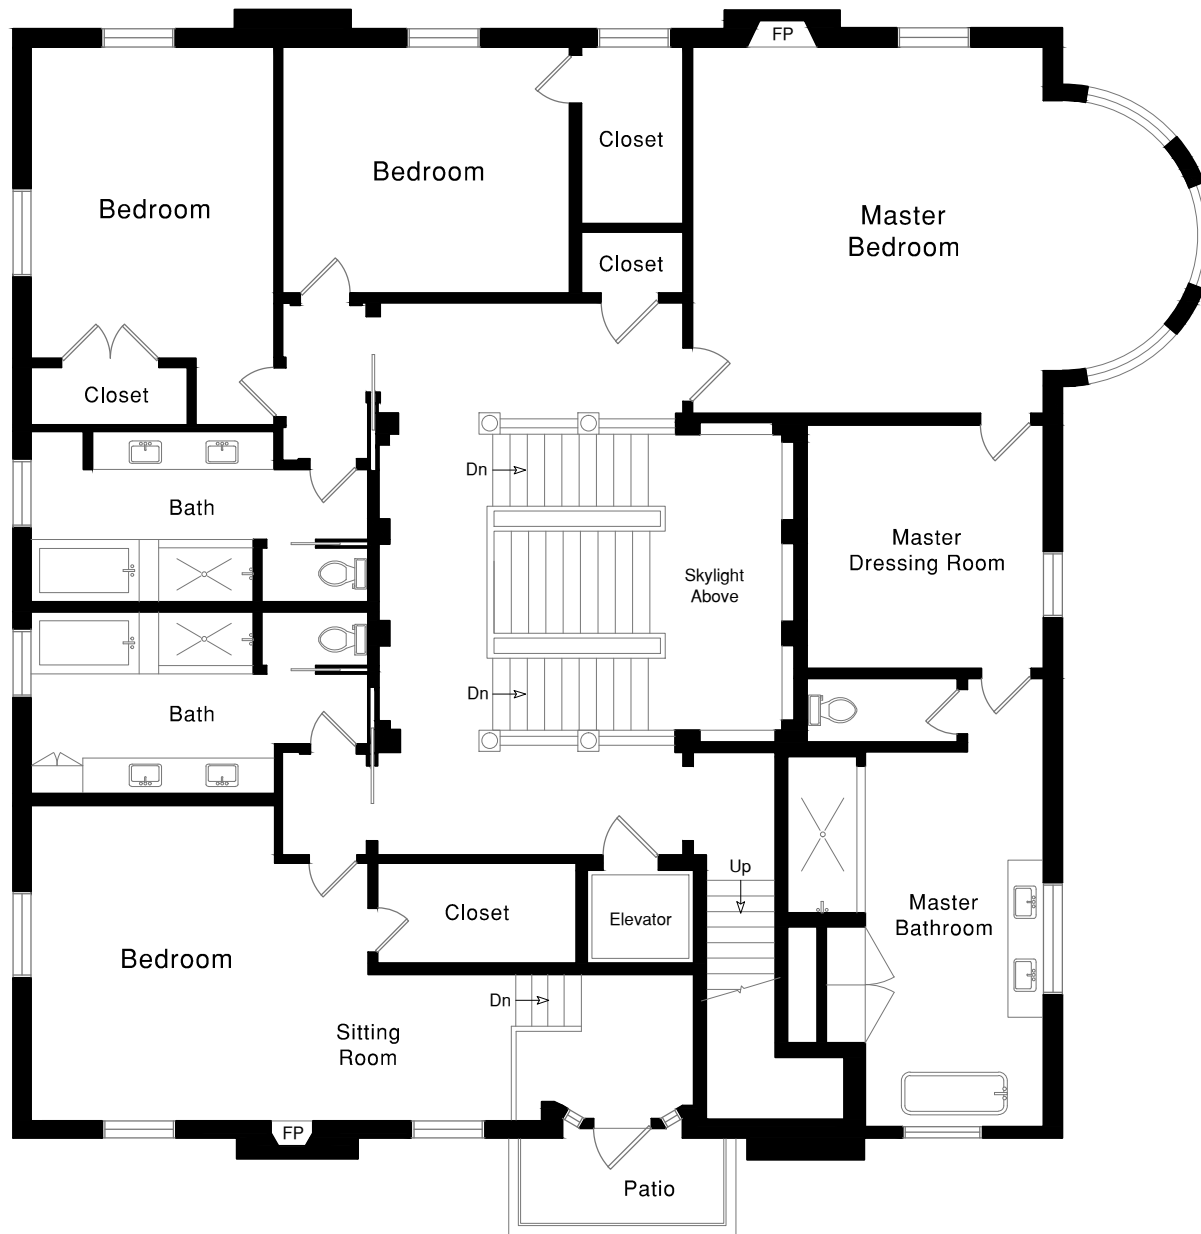 FP
Closet
Bedroom
Bedroom
Master
Bedroom
Closet
Closet
Dn
Bath
Master
Dressing Room
Skylight
Above
Dn
Bath
Up
Closet
Elevator
Master
Bathroom
Bedroom
Dn
Sitting
Room
FP
Patio